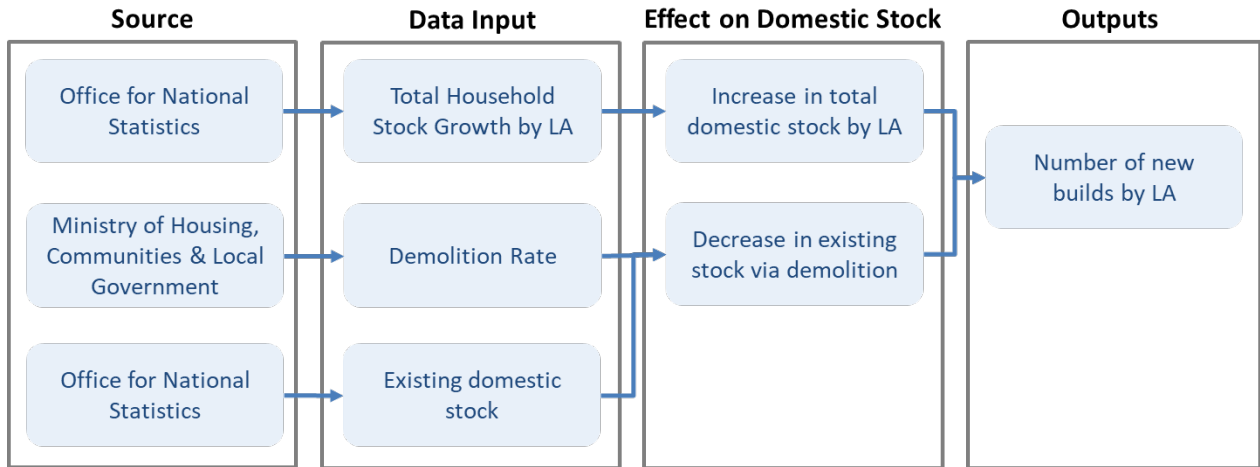 Source
Data Input
Effect on Domestic Stock
Outputs
Office for National
Statistics
Total Household
Stock Growth by LA
Increase in total
domestic stock by LA
Number of new
builds by LA
Ministry of Housing,
Communities & Local
Government
Demolition Rate
Decrease in existing
stock via demolition
Office for National
Statistics
Existing domestic
stock